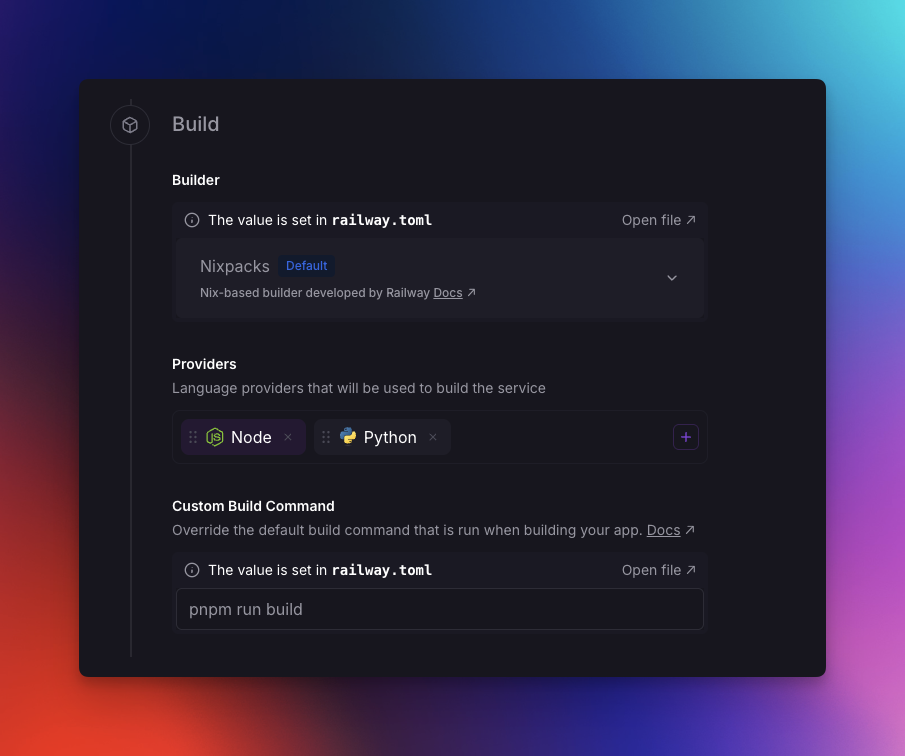 Build
Builder
The value is set in railway.toml Open file ↗
Nixpacks Default
Nix-based builder developed by Railway Docs ↗
Providers
Language providers that will be used to build the service
Node × Python × +
Custom Build Command
Override the default build command that is run when building your app. Docs ↗
The value is set in railway.toml Open file ↗
pnpm run build